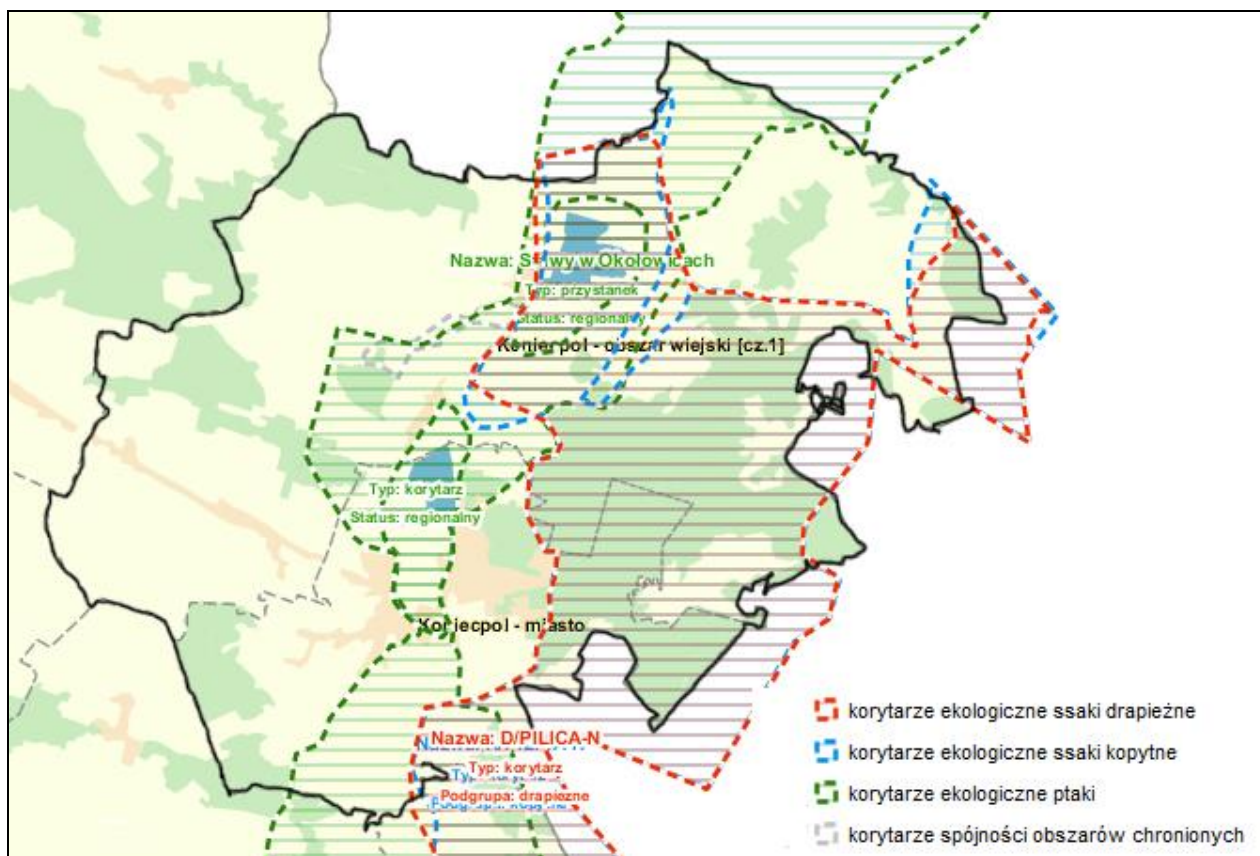 Nazwa: S wy w Okołowicach
Typ: przystanek
Status: regionalny
Koniecpol - obszar wiejski [cz.1]
Typ: korytarz
Status: regionalny
Koniecpol - miasto
Nazwa: D/PILICA-N
Typ: korytarz
Podgrupa: drapieżne
korytarze ekologiczne ssaki drapieżne
korytarze ekologiczne ssaki kopytne
korytarze ekologiczne ptaki
korytarze spójności obszarów chronionych